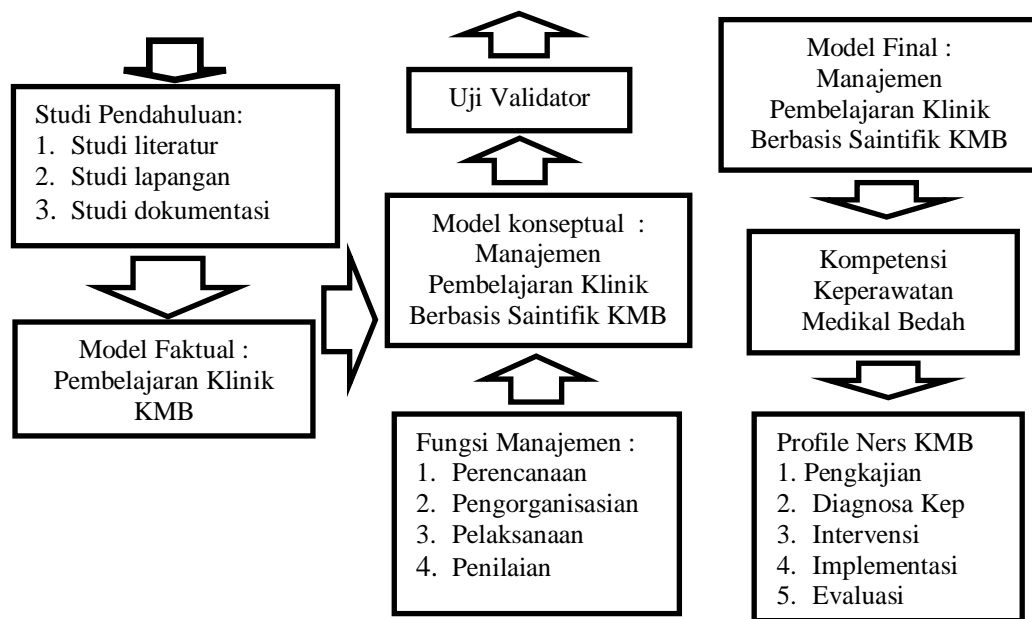 Studi Pendahuluan:
1. Studi literatur
2. Studi lapangan
3. Studi dokumentasi
Model Faktual :
Pembelajaran Klinik
KMB
Uji Validator
Model konseptual :
Manajemen
Pembelajaran Klinik
Berbasis Saintifik KMB
Fungsi Manajemen :
1. Perencanaan
2. Pengorganisasian
3. Pelaksanaan
4. Penilaian
Model Final :
Manajemen
Pembelajaran Klinik
Berbasis Saintifik KMB
Kompetensi
Keperawatan
Medikal Bedah
Profile Ners KMB
1. Pengkajian
2. Diagnosa Kep
3. Intervensi
4. Implementasi
5. Evaluasi